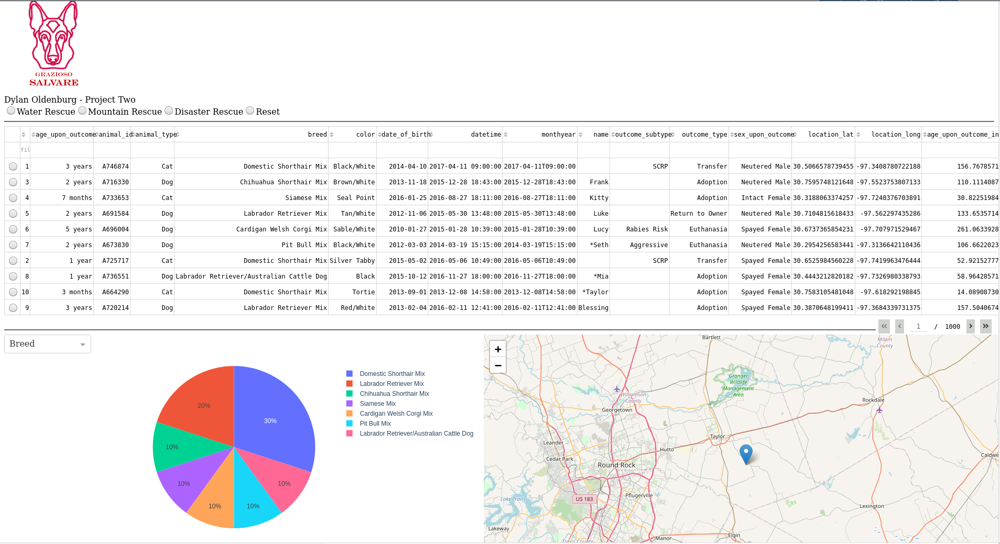 GRAZIOSO
SALVARE
Dylan Oldenburg - Project Two
Water Rescue Mountain Rescue Disaster Rescue Reset
age_upon_outcome animal_id animal_type breed color date_of_birth datetime monthyear name outcome_subtype outcome_type sex_upon_outcome location_lat location_long age_upon_outcome_in
fil
1 3 years A746874 Cat Domestic Shorthair Mix Black/White 2014-04-10 2017-04-11 09:00:00 2017-04-11T09:00:00 SCRP Transfer Neutered Male 30.5066578739455 -97.3408780722188 156.7678571
3 2 years A716330 Dog Chihuahua Shorthair Mix Brown/White 2013-11-18 2015-12-28 18:43:00 2015-12-28T18:43:00 Frank Adoption Neutered Male 30.7595748121648 -97.5523753807133 110.1114087
4 7 months A733653 Cat Siamese Mix Seal Point 2016-01-25 2016-08-27 18:11:00 2016-08-27T18:11:00 Kitty Adoption Intact Female 30.3188063374257 -97.7240376703891 30.82251984
5 2 years A691584 Dog Labrador Retriever Mix Tan/White 2012-11-06 2015-05-30 13:48:00 2015-05-30T13:48:00 Luke Return to Owner Neutered Male 30.7104815618433 -97.562297435286 133.6535714
6 5 years A696004 Dog Cardigan Welsh Corgi Mix Sable/White 2010-01-27 2015-01-28 10:39:00 2015-01-28T10:39:00 Lucy Rabies Risk Euthanasia Spayed Female 30.6737365854231 -97.707971529467 261.0633928
7 2 years A673830 Dog Pit Bull Mix Black/White 2012-03-03 2014-03-19 15:15:00 2014-03-19T15:15:00 *Seth Aggressive Euthanasia Neutered Male 30.2954256583441 -97.3136642110436 106.6622023
2 1 year A725717 Cat Domestic Shorthair Mix Silver Tabby 2015-05-02 2016-05-06 10:49:00 2016-05-06T10:49:00 SCRP Transfer Spayed Female 30.6525984560228 -97.7419963476444 52.92152777
8 1 year A736551 Dog Labrador Retriever/Australian Cattle Dog Black 2015-10-12 2016-11-27 18:00:00 2016-11-27T18:00:00 *Mia Adoption Spayed Female 30.4443212820182 -97.7326980338793 58.96428571
10 3 months A664290 Cat Domestic Shorthair Mix Tortie 2013-09-01 2013-12-08 14:58:00 2013-12-08T14:58:00 *Taylor Adoption Spayed Female 30.7583105481048 -97.618292198845 14.08908730
9 3 years A720214 Dog Labrador Retriever Mix Red/White 2013-02-04 2016-02-11 12:41:00 2016-02-11T12:41:00 Blessing Adoption Spayed Female 30.3870648199411 -97.3684339731375 157.5040674
1 / 1000
Breed
Domestic Shorthair Mix
Labrador Retriever Mix
Chihuahua Shorthair Mix
Siamese Mix
Cardigan Welsh Corgi Mix
Pit Bull Mix
Labrador Retriever/Australian Cattle Dog
30%
20%
10%
10%
10%
10%
10%
+
−
Bartlett
Milam
County
Granger
Wildlife
Management
Area
Williamson
County
Georgetown
Rockdale
Taylor
Leander
Hutto
Cedar Park
Caldwe
Round Rock
Pflugerville
Lake Travis
US 183
Lexington
Lakeway
Elgin
Manor
Travis County